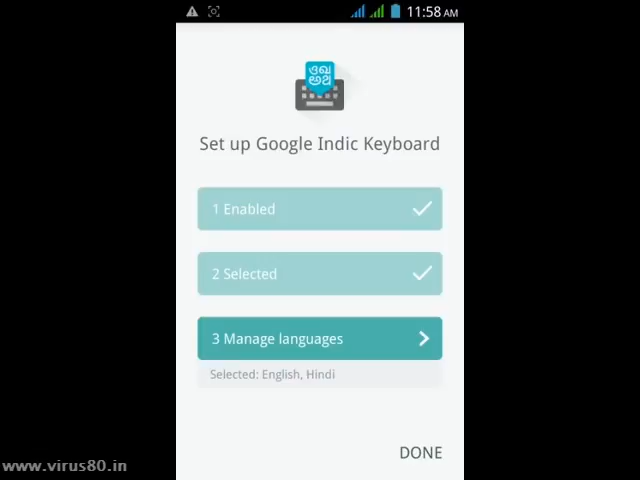 11:58 AM
Set up Google Indic Keyboard
1 Enabled
2 Selected
3 Manage languages
Selected: English, Hindi
DONE
www.virus80.in